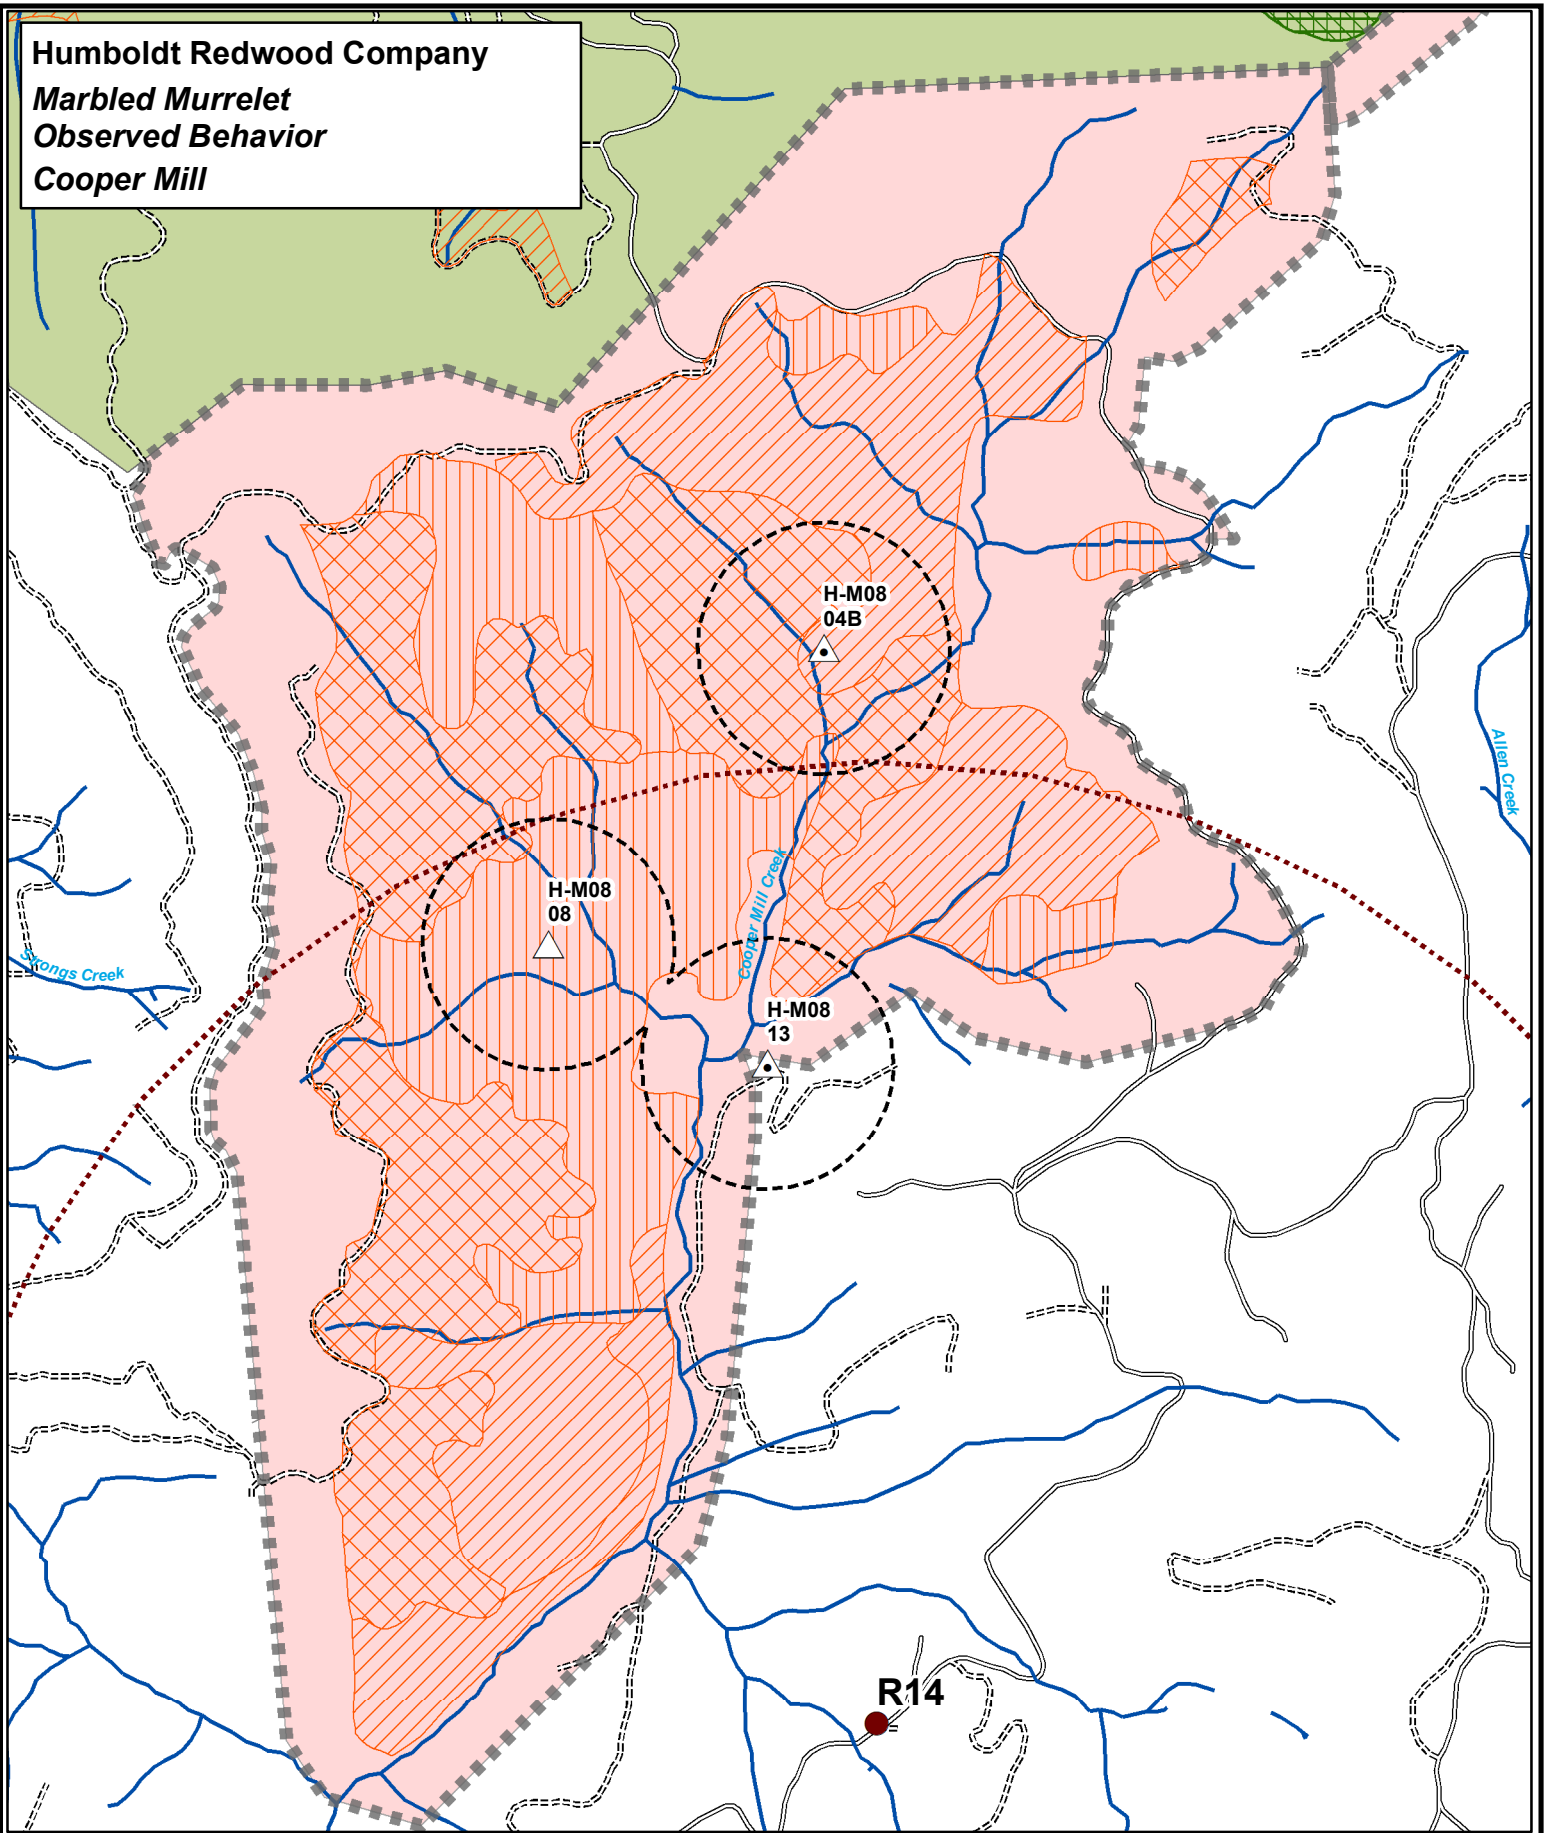 Humboldt Redwood Company
Marbled Murrelet
Observed Behavior
Cooper Mill
H-M08
04B
Allen Creek
H-M08
08
Cooper Mill Creek
Strongs Creek
H-M08
13
R14